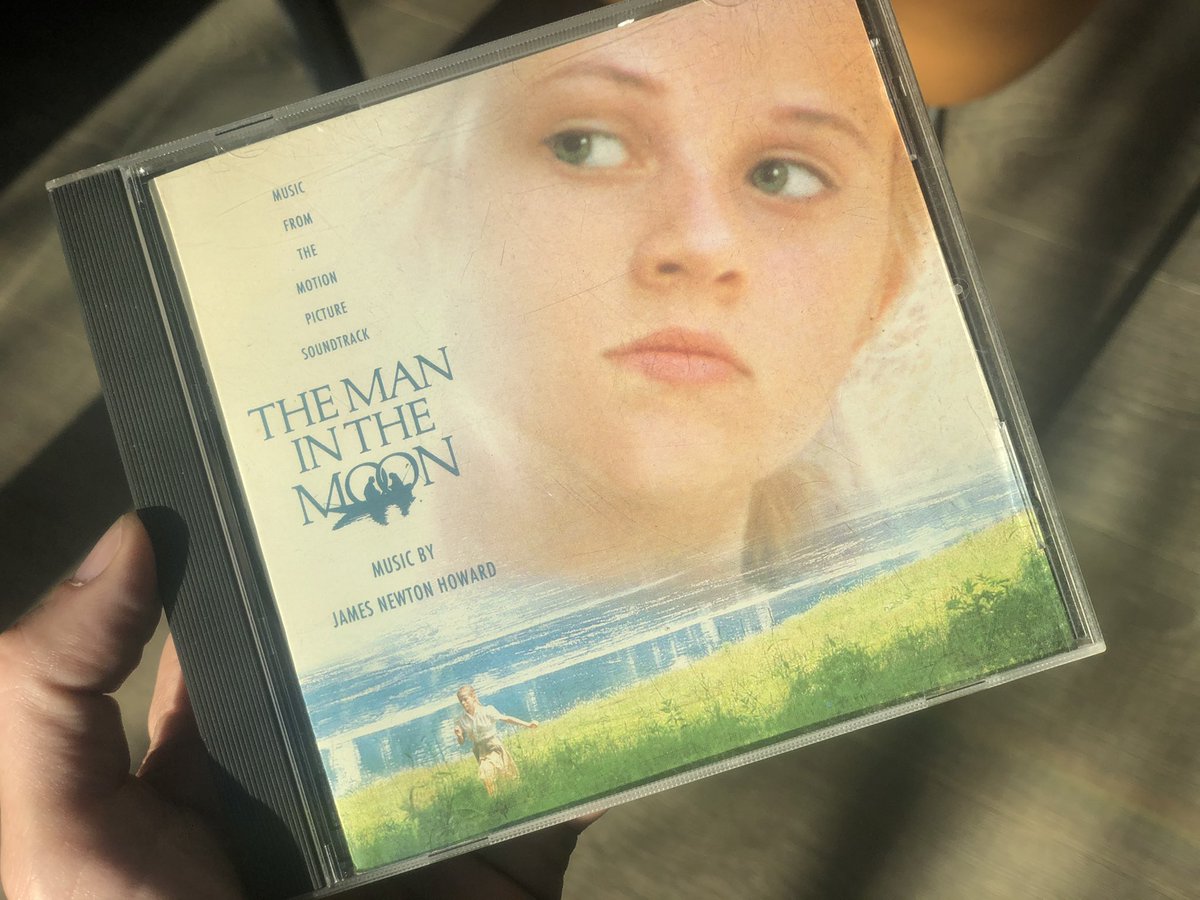 MUSIC
FROM
THE
MOTION
PICTURE
SOUNDTRACK
THE MAN
IN THE
MOON
MUSIC BY
JAMES NEWTON HOWARD